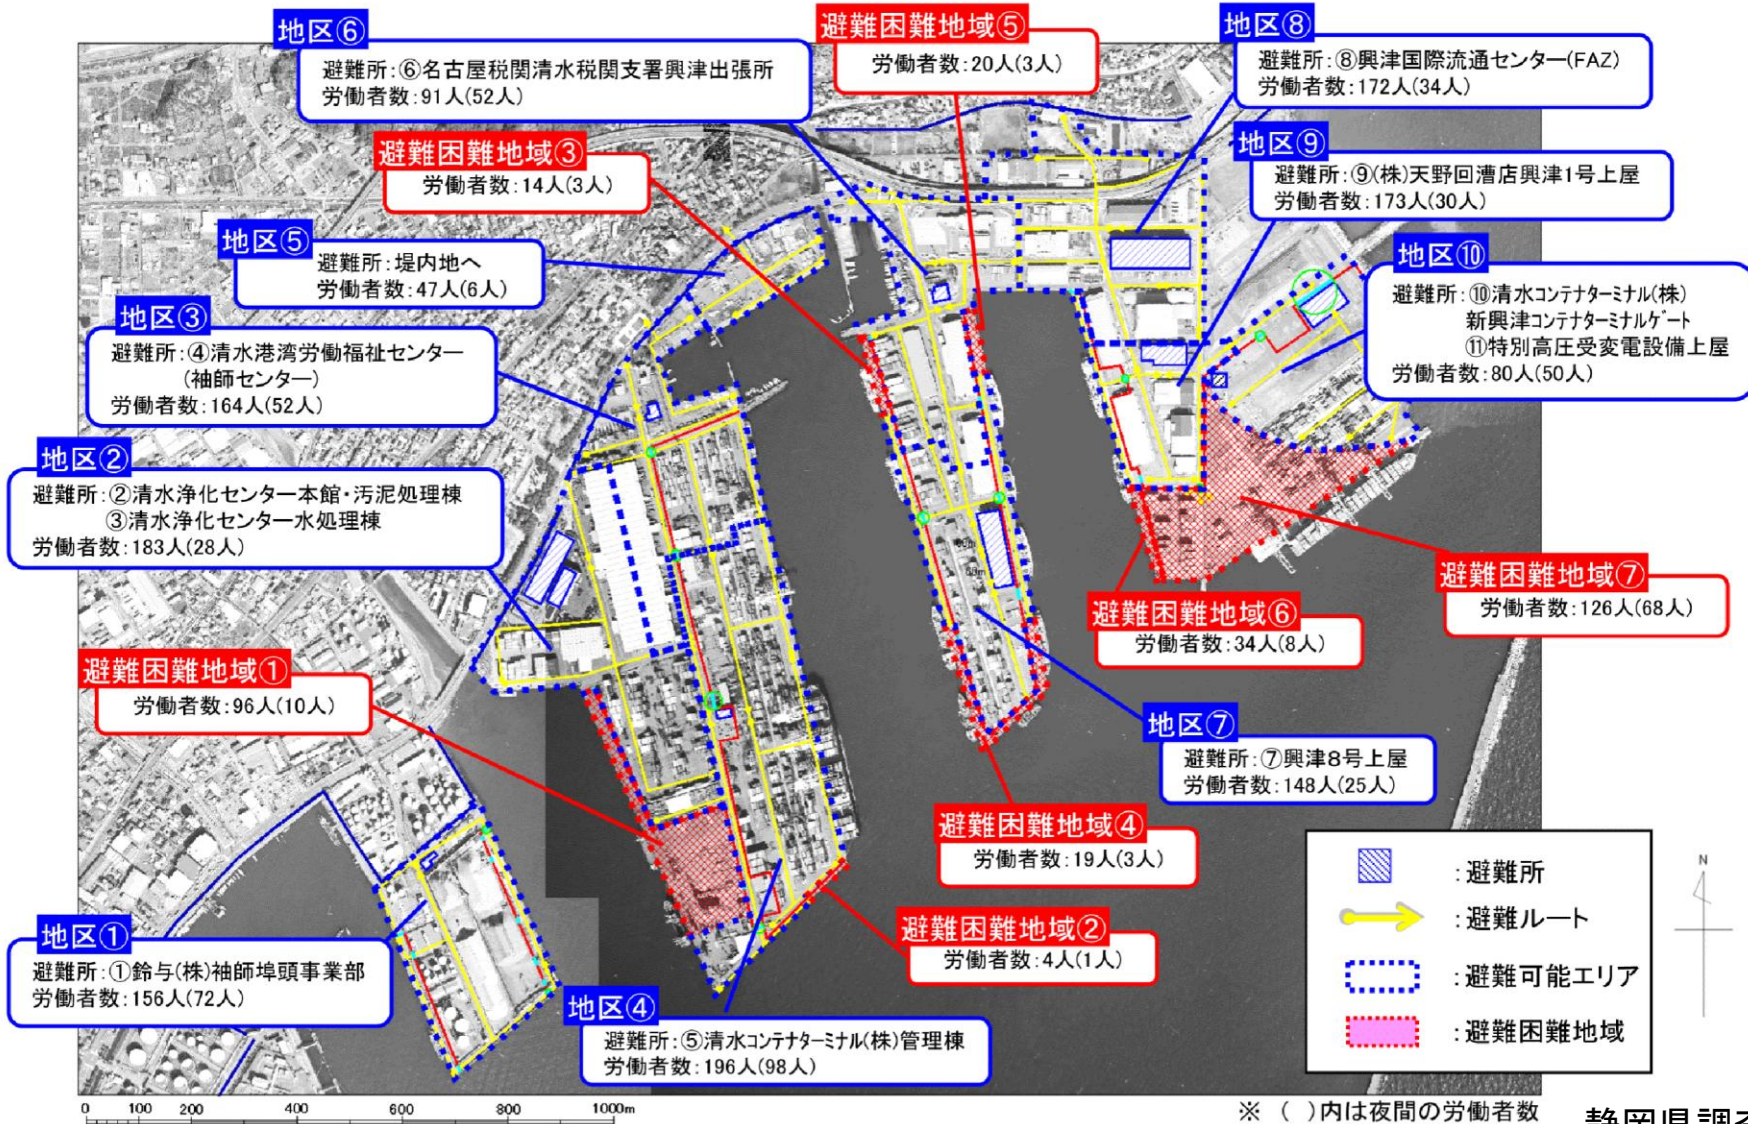 地区⑥
避難所:⑥名古屋税関清水税関支署興津出張所
労働者数:91人(52人)
避難困難地域⑤
労働者数:20人(3人)
地区⑧
避難所:⑧興津国際流通センター(FAZ)
労働者数:172人(34人)
避難困難地域③
労働者数:14人(3人)
地区⑨
避難所:⑨(株)天野回漕店興津1号上屋
労働者数:173人(30人)
地区⑤
避難所:堤内地へ
労働者数:47人(6人)
地区⑩
避難所:⑩清水コンテナターミナル(株)
新興津コンテナターミナルゲート
⑪特別高圧受変電設備上屋
労働者数:80人(50人)
地区③
避難所:④清水港湾労働福祉センター
(袖師センター)
労働者数:164人(52人)
地区②
避難所:②清水浄化センター本館・汚泥処理棟
③清水浄化センター水処理棟
労働者数:183人(28人)
避難困難地域⑦
労働者数:126人(68人)
避難困難地域⑥
労働者数:34人(8人)
避難困難地域①
労働者数:96人(10人)
地区⑦
避難所:⑦興津8号上屋
労働者数:148人(25人)
避難困難地域④
労働者数:19人(3人)
避難困難地域②
労働者数:4人(1人)
地区①
避難所:①鈴与(株)袖師埠頭事業部
労働者数:156人(72人)
地区④
避難所:⑤清水コンテナターミナル(株)管理棟
労働者数:196人(98人)
:避難所
:避難ルート
:避難可能エリア
:避難困難地域
N
0 100 200 400 600 800 1000m
※ ( )内は夜間の労働者数
静岡県調査